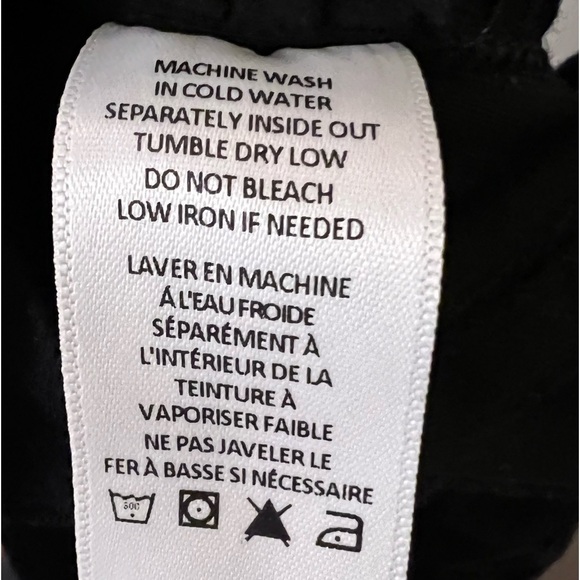 MACHINE WASH
IN COLD WATER
SEPARATELY INSIDE OUT
TUMBLE DRY LOW
DO NOT BLEACH
LOW IRON IF NEEDED
LAVER EN MACHINE
Á L'EAU FROIDE
SÉPARÉMENT À
L'INTÉRIEUR DE LA
TEINTURE À
VAPORISER FAIBLE
NE PAS JAVELER LE
FER À BASSE SI NÉCESSAIRE